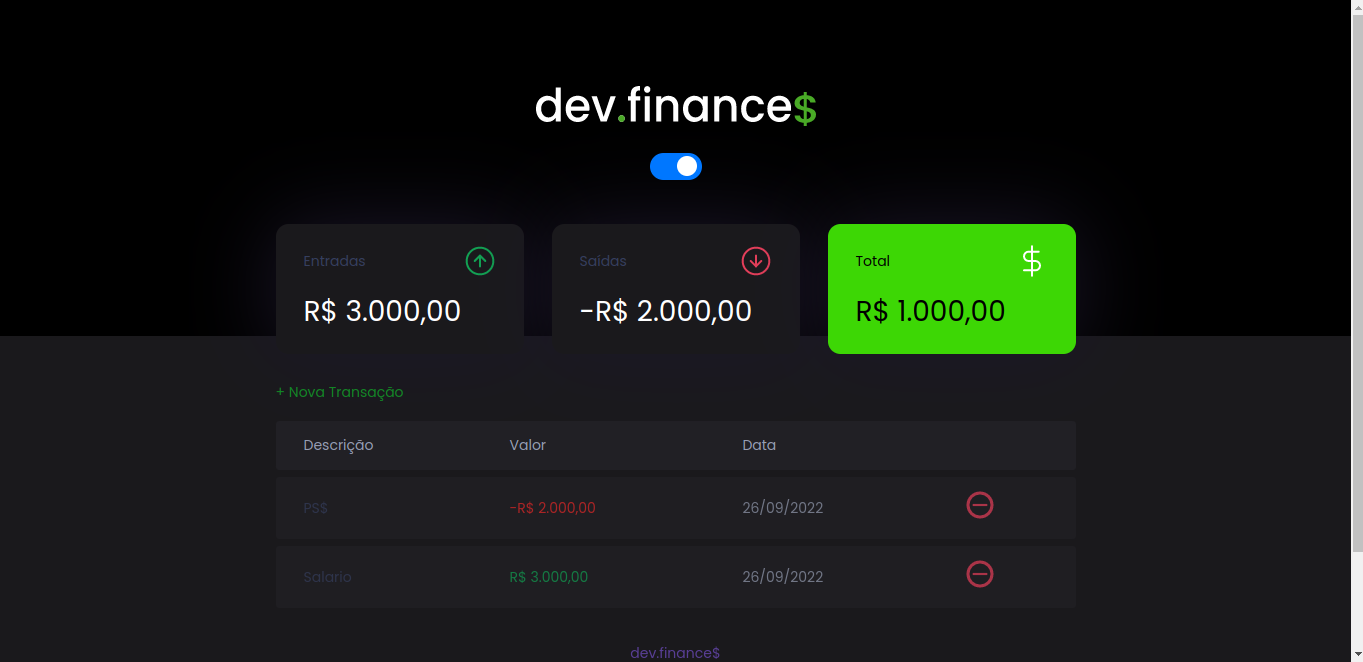 dev.finance$
Entradas
R$ 3.000,00
Saídas
-R$ 2.000,00
Total
$
R$ 1.000,00
+ Nova Transação
Descrição Valor Data
PS$ -R$ 2.000,00 26/09/2022
Salario R$ 3.000,00 26/09/2022
dev.finance$